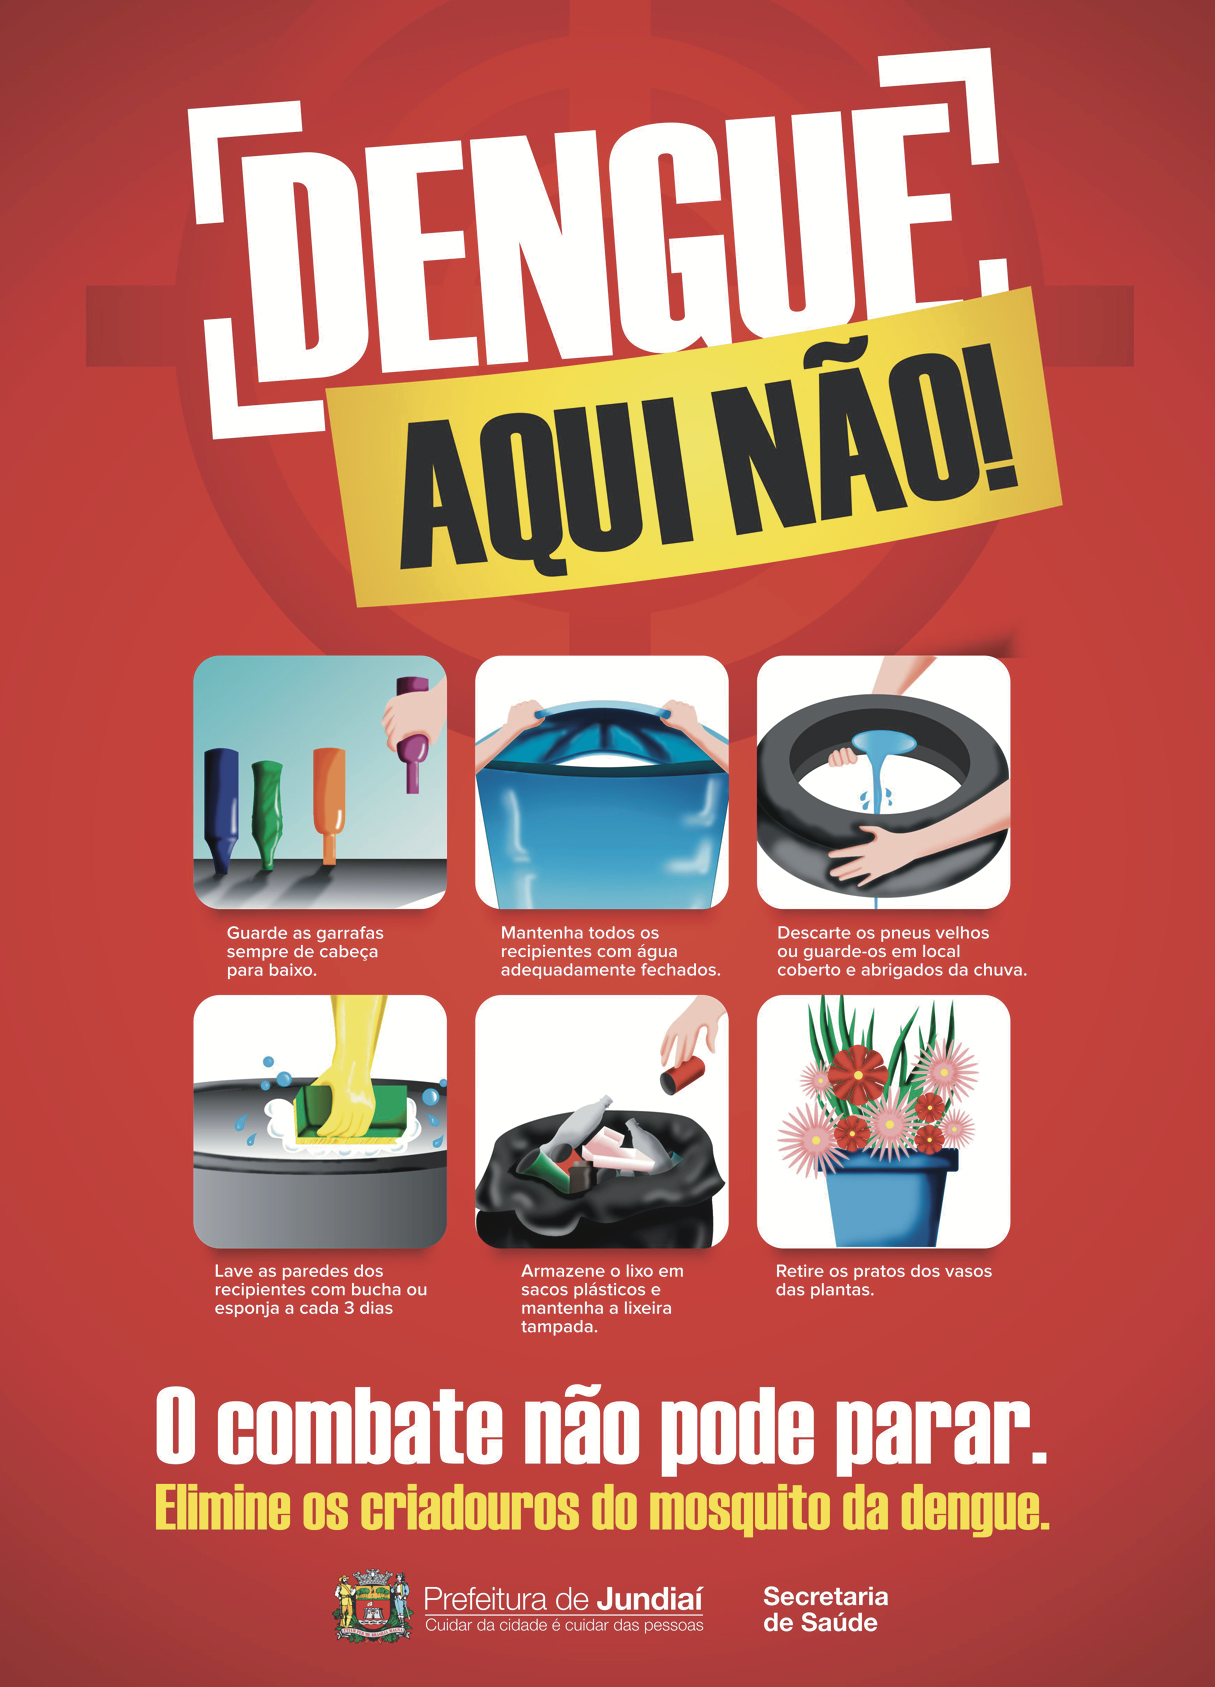 DENGUE
AQUI NÃO!
Guarde as garrafas
sempre de cabeça
para baixo.
Mantenha todos os
recipientes com água
adequadamente fechados.
Descarte os pneus velhos
ou guarde-os em local
coberto e abrigados da chuva.
Lave as paredes dos
recipientes com bucha ou
esponja a cada 3 dias
Armazene o lixo em
sacos plásticos e
mantenha a lixeira
tampada.
Retire os pratos dos vasos
das plantas.
O combate não pode parar.
Elimine os criadouros do mosquito da dengue.
Prefeitura de Jundiaí
Cuidar da cidade é cuidar das pessoas
Secretaria
de Saúde